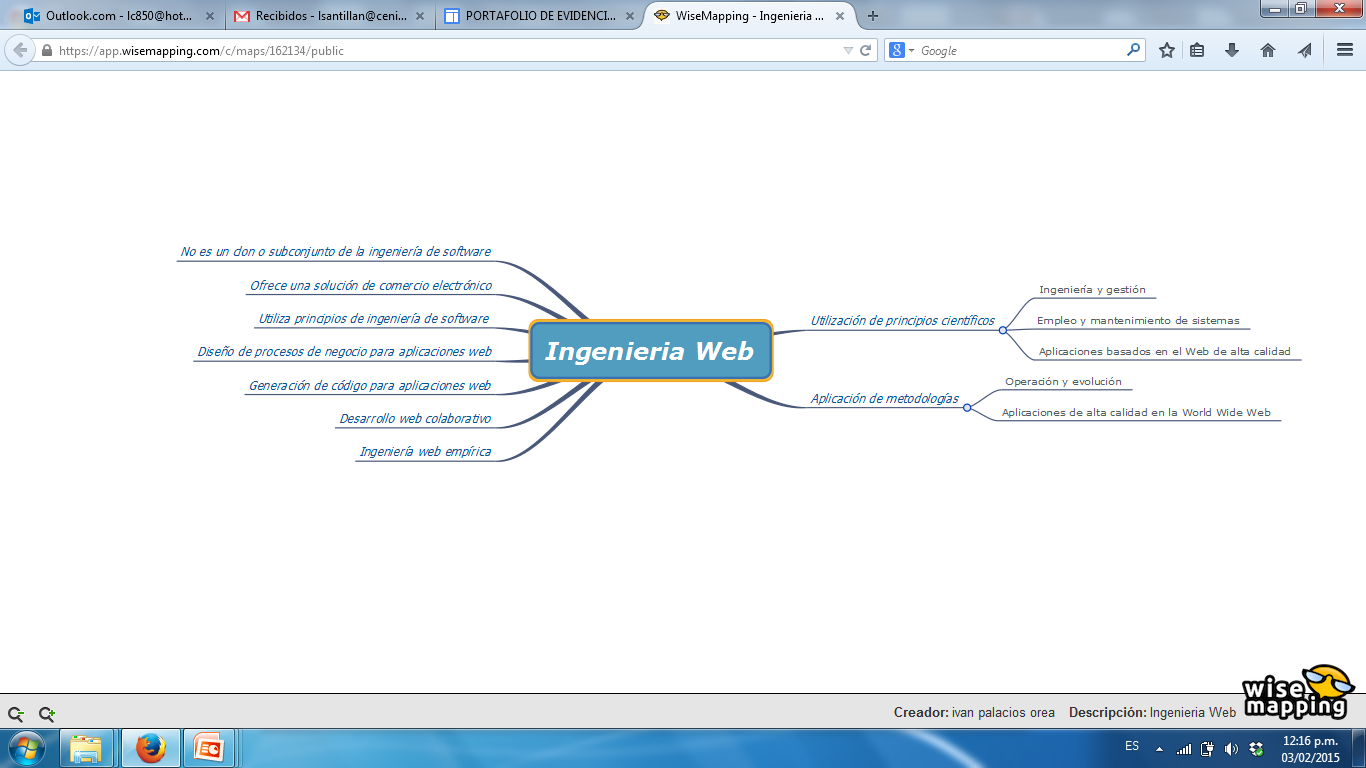 Outlook.com - lc850@hot...
Recibidos - lsantillan@ceni...
PORTAFOLIO DE EVIDENCI...
WiseMapping - Ingenieria ...
https://app.wisemapping.com/c/maps/162134/public
Google
No es un clon o subconjunto de la ingeniería de software
Ofrece una solución de comercio electrónico
Utiliza principios de ingeniería de software
Diseño de procesos de negocio para aplicaciones web
Generación de código para aplicaciones web
Desarrollo web colaborativo
Ingeniería web empírica
Ingenieria Web
Utilización de principios científicos
Ingeniería y gestión
Empleo y mantenimiento de sistemas
Aplicaciones basados en el Web de alta calidad
Aplicación de metodologías
Operación y evolución
Aplicaciones de alta calidad en la World Wide Web
wise mapping
Creador: ivan palacios orea Descripción: Ingenieria Web
ES
12:16 p.m.
03/02/2015